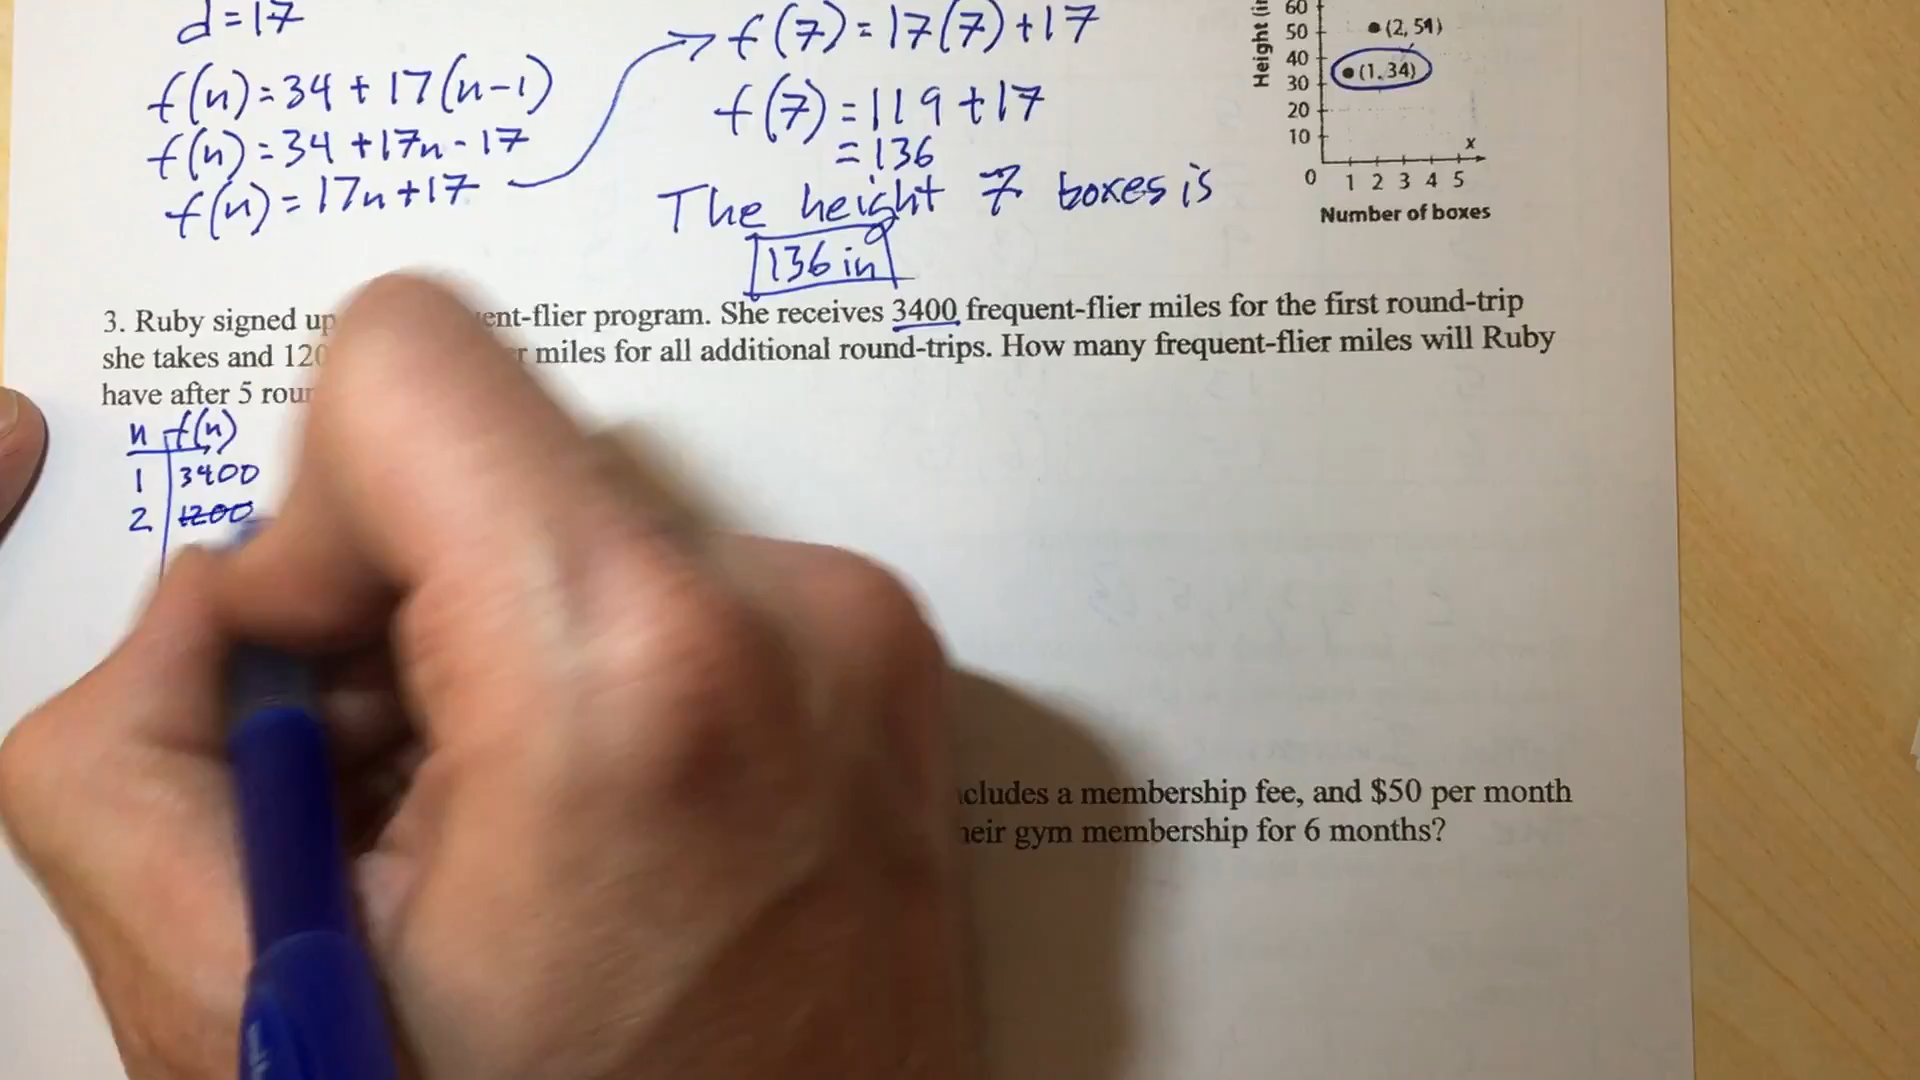 d=17
f(n)=34+17(n-1)
f(n)=34+17n-17
f(n)=17n+17
f(7)=17(7)+17
f(7)=119+17
=136
The height 7 boxes is
136 in
60
50
40
30
20
10
0 1 2 3 4 5
x
Height (in
(2, 51)
(1, 34)
Number of boxes
3. Ruby signed up ent-flier program. She receives 3400 frequent-flier miles for the first round-trip
she takes and 120 r miles for all additional round-trips. How many frequent-flier miles will Ruby
have after 5 roun
n f(n)
1 3400
2 1200
cludes a membership fee, and $50 per month
heir gym membership for 6 months?